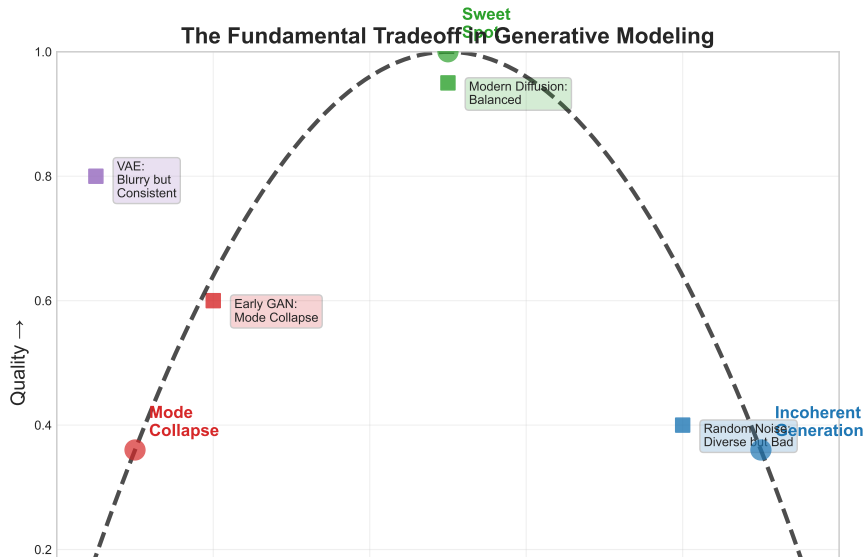 Sweet
Spot
The Fundamental Tradeoff in Generative Modeling
1.0
Modern Diffusion:
Balanced
VAE:
Blurry but
Consistent
0.8
0.6
Early GAN:
Mode Collapse
Quality →
Mode
Collapse
Incoherent
Generation
0.4
Random Noise:
Diverse but Bad
0.2